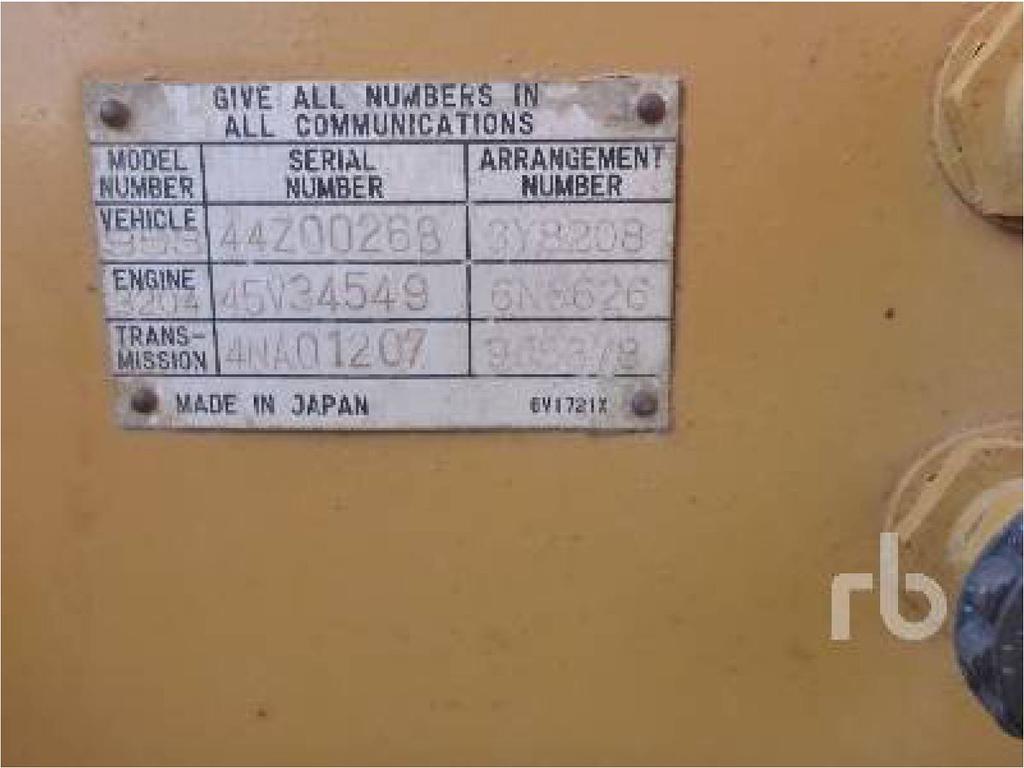 GIVE ALL NUMBERS IN
ALL COMMUNICATIONS
MODEL NUMBER SERIAL NUMBER ARRANGEMENT NUMBER
VEHICLE 44Z00268 3Y8208
ENGINE 3204 45V34549
TRANS-
MISSION 4NA01207
MADE IN JAPAN 6V1721X
rb